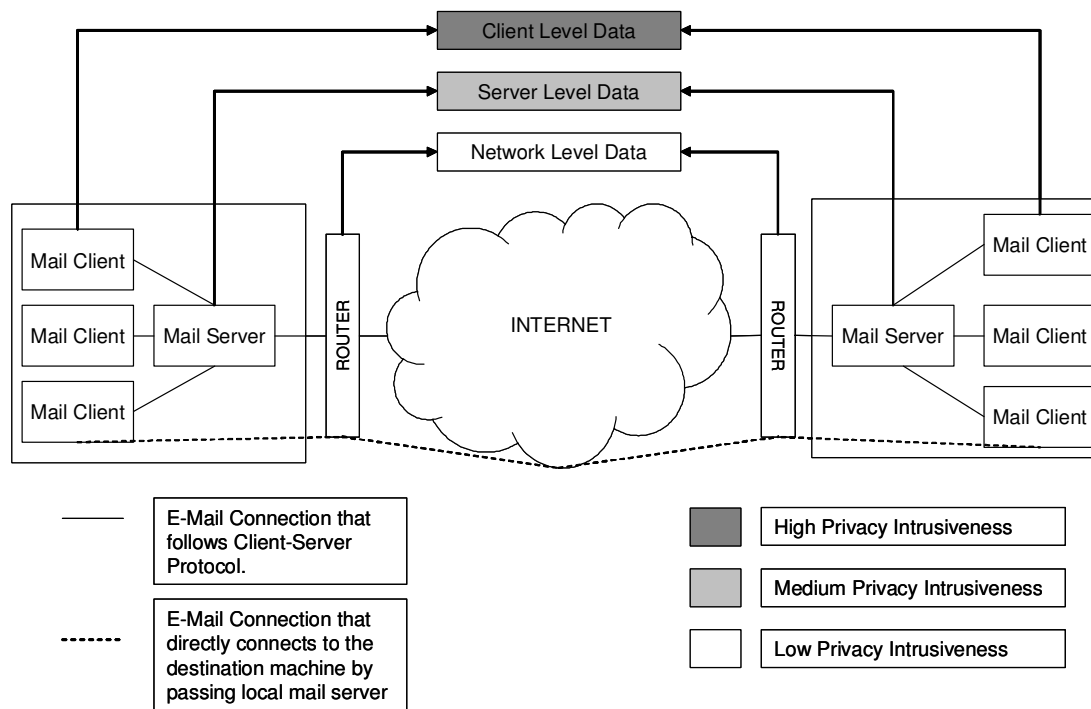 Client Level Data
Server Level Data
Network Level Data
Mail Client
Mail Client
Mail Client
Mail Server
ROUTER
INTERNET
ROUTER
Mail Server
Mail Client
Mail Client
Mail Client
E-Mail Connection that
follows Client-Server
Protocol.
E-Mail Connection that
directly connects to the
destination machine by
passing local mail server
High Privacy Intrusiveness
Medium Privacy Intrusiveness
Low Privacy Intrusiveness